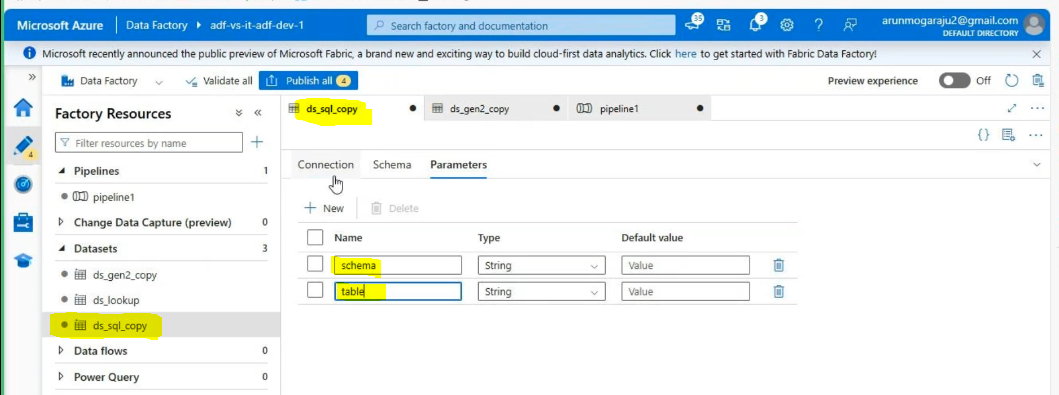 Microsoft Azure | Data Factory ▸ adf-vs-it-adf-dev-1 Search factory and documentation 35 3 arunmogaraju2@gmail.com
DEFAULT DIRECTORY
Microsoft recently announced the public preview of Microsoft Fabric, a brand new and exciting way to build cloud-first data analytics. Click here to get started with Fabric Data Factory!
Data Factory Validate all Publish all 4 Preview experience Off
Factory Resources
Filter resources by name
Pipelines 1
pipeline1
Change Data Capture (preview) 0
Datasets 3
ds_gen2_copy
ds_lookup
ds_sql_copy
Data flows 0
Power Query 0
4
ds_sql_copy ds_gen2_copy pipeline1
{}
Connection Schema Parameters
New Delete
Name Type Default value
schema String Value
table String Value